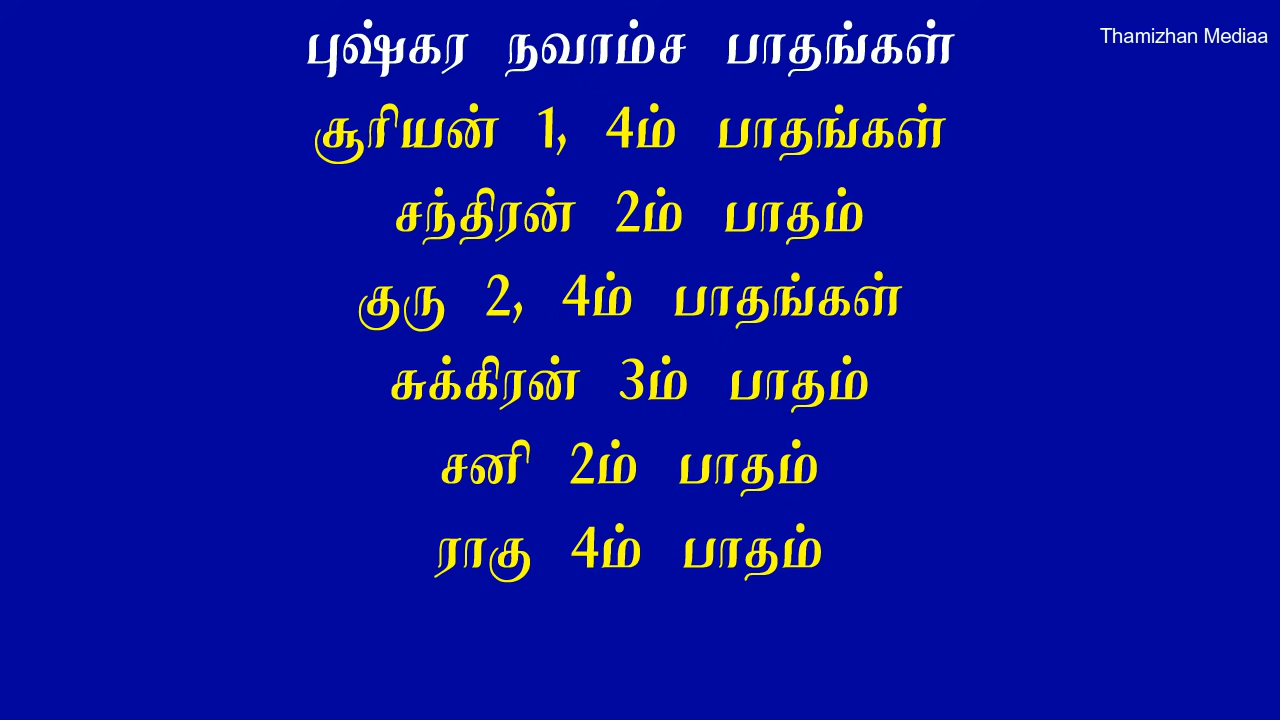 புஷ்கர நவாம்ச பாதங்கள்
Thamizhan Mediaa
சூரியன் 1, 4ம் பாதங்கள்
சந்திரன் 2ம் பாதம்
குரு 2, 4ம் பாதங்கள்
சுக்கிரன் 3ம் பாதம்
சனி 2ம் பாதம்
ராகு 4ம் பாதம்